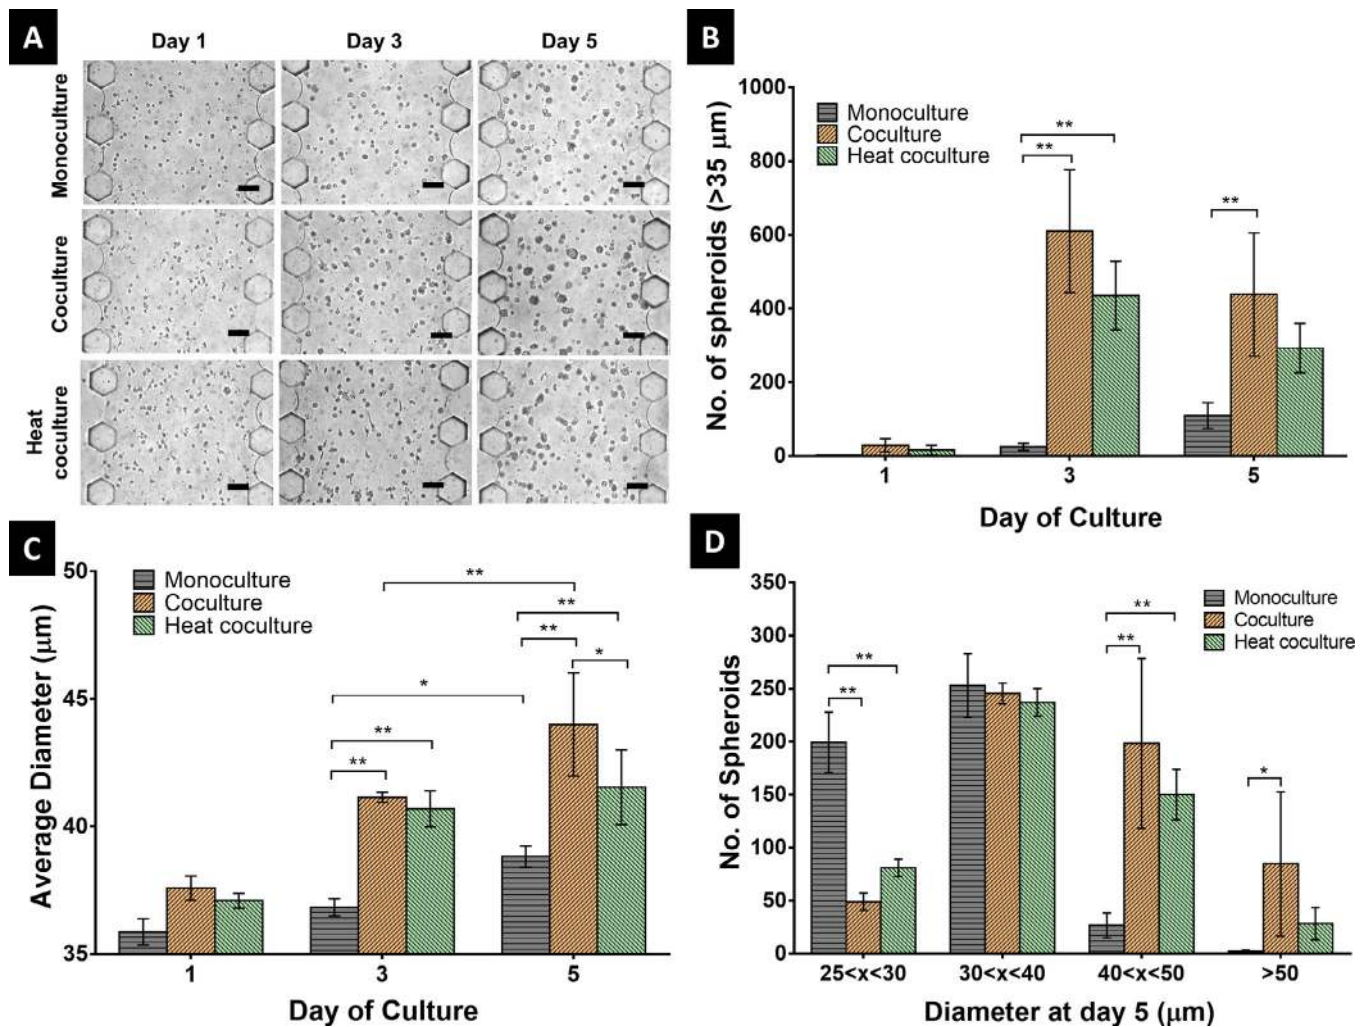 A
Day 1 Day 3 Day 5
Monoculture
Coculture
Heat
coculture
B
No. of spheroids (>35 μm)
1000
800
600
400
200
0
Monoculture
Coculture
Heat coculture
**
**
**
1 3 5
Day of Culture
C
Average Diameter (μm)
50
45
40
35
Monoculture
Coculture
Heat coculture
**
**
**
*
*
**
**
1 3 5
Day of Culture
D
No. of Spheroids
350
300
250
200
150
100
50
0
Monoculture
Coculture
Heat coculture
**
**
**
**
*
25<x<30 30<x<40 40<x<50 >50
Diameter at day 5 (μm)